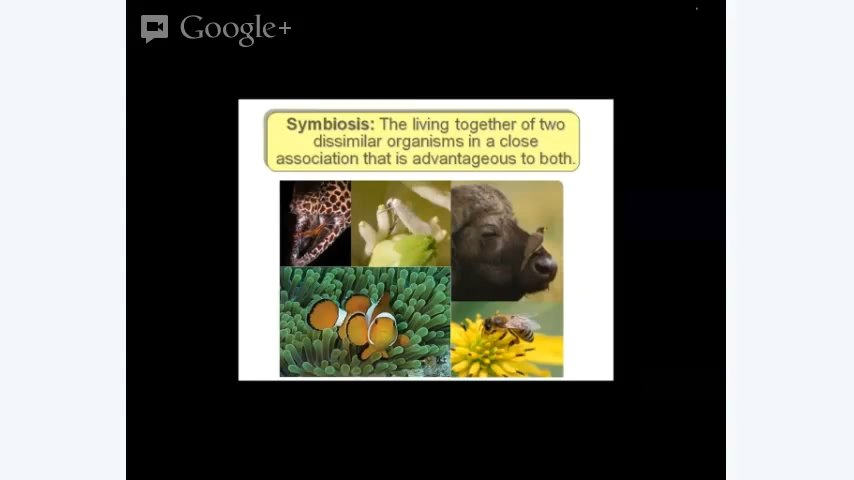 Google+
Symbiosis: The living together of two
dissimilar organisms in a close
association that is advantageous to both.